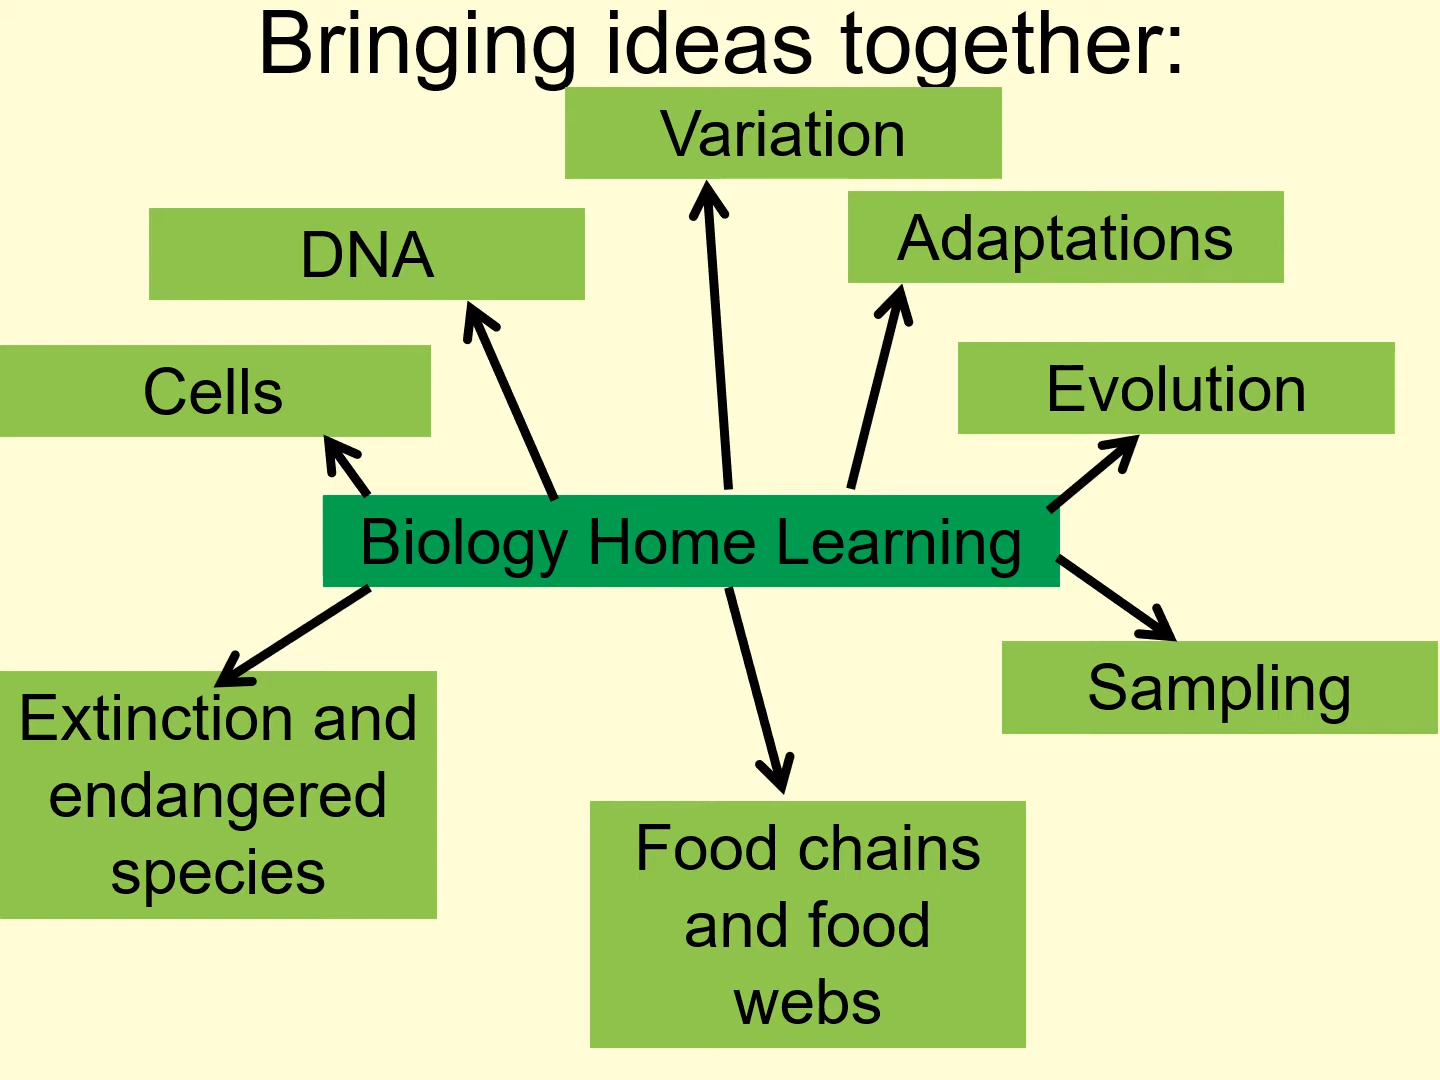 Bringing ideas together:
Variation
DNA
Adaptations
Cells
Evolution
Biology Home Learning
Extinction and
endangered
species
Sampling
Food chains
and food
webs